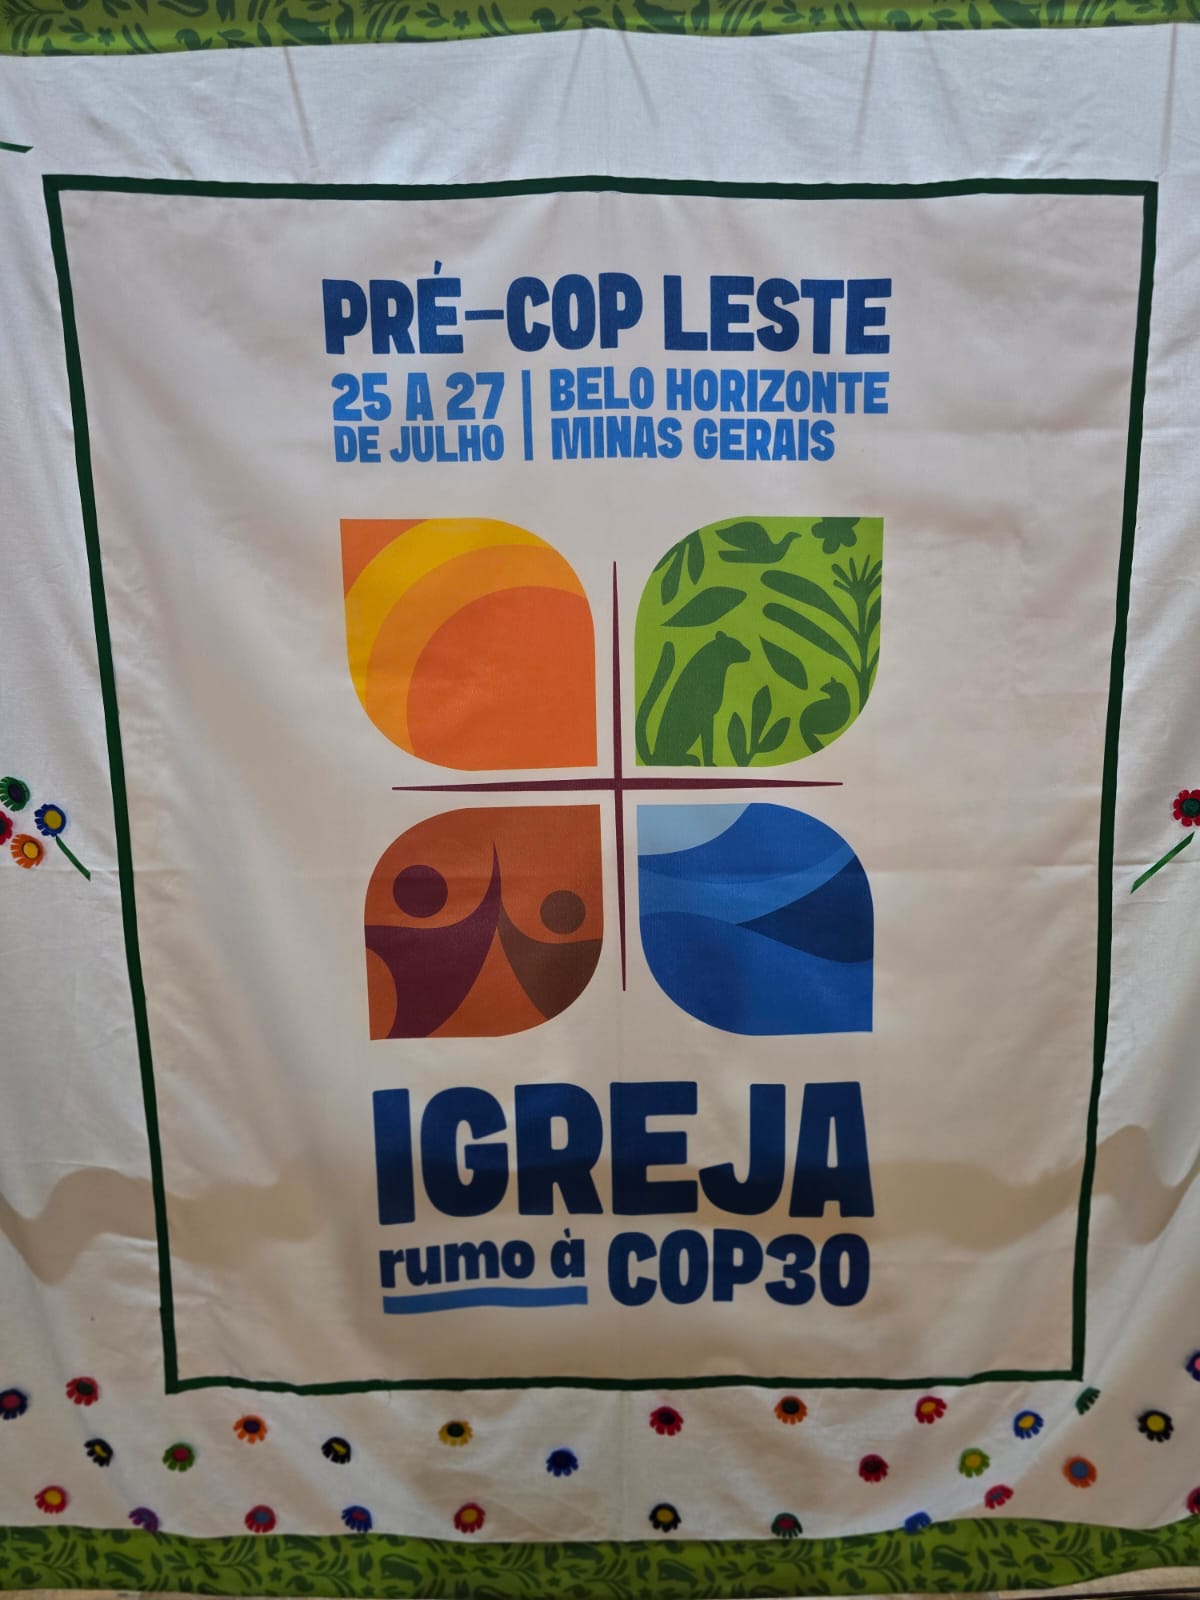 PRÉ-COP LESTE
25 A 27
DE JULHO
BELO HORIZONTE
MINAS GERAIS
IGREJA
rumo à COP30